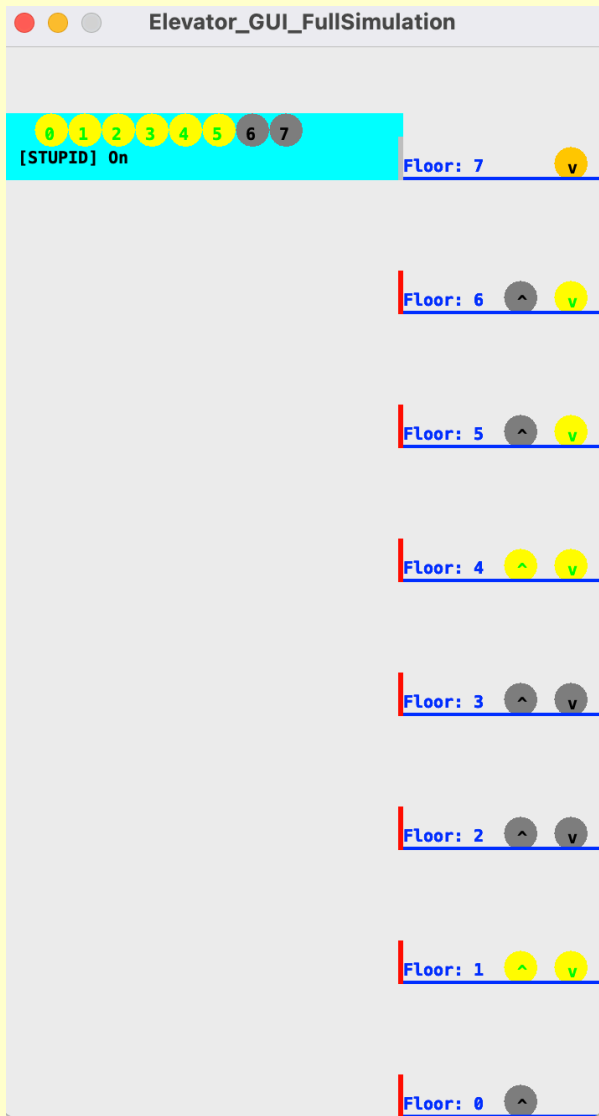 Elevator_GUI_FullSimulation
0 1 2 3 4 5 6 7
[STUPID] On
Floor: 7 v
Floor: 6 ^ v
Floor: 5 ^ v
Floor: 4 ^ v
Floor: 3 ^ v
Floor: 2 ^ v
Floor: 1 ^ v
Floor: 0 ^